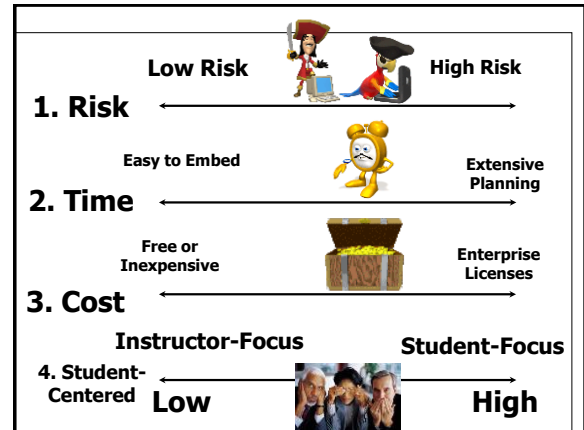 Low Risk
High Risk
1. Risk
Easy to Embed
Extensive
Planning
2. Time
Free or
Inexpensive
Enterprise
Licenses
3. Cost
Instructor-Focus
Student-Focus
4. Student-
Centered
Low
High